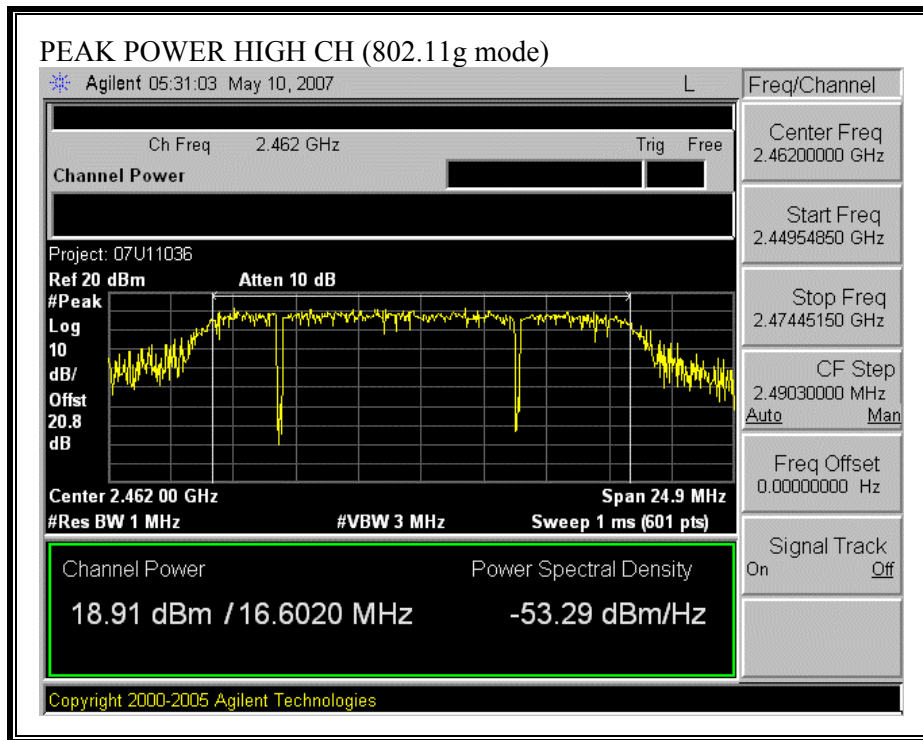 PEAK POWER HIGH CH (802.11g mode)
Agilent 05:31:03 May 10, 2007 L
Freq/Channel
Ch Freq 2.462 GHz Trig Free
Channel Power
Center Freq
2.46200000 GHz
Start Freq
2.44954850 GHz
Stop Freq
2.47445150 GHz
CF Step
2.49030000 MHz
Auto Man
Freq Offset
0.00000000 Hz
Signal Track
On Off
Project: 07U11036
Ref 20 dBm Atten 10 dB
#Peak
Log
10
dB/
Offst
20.8
dB
Center 2.462 00 GHz Span 24.9 MHz
#Res BW 1 MHz #VBW 3 MHz Sweep 1 ms (601 pts)
Channel Power Power Spectral Density
18.91 dBm / 16.6020 MHz -53.29 dBm/Hz
Copyright 2000-2005 Agilent Technologies